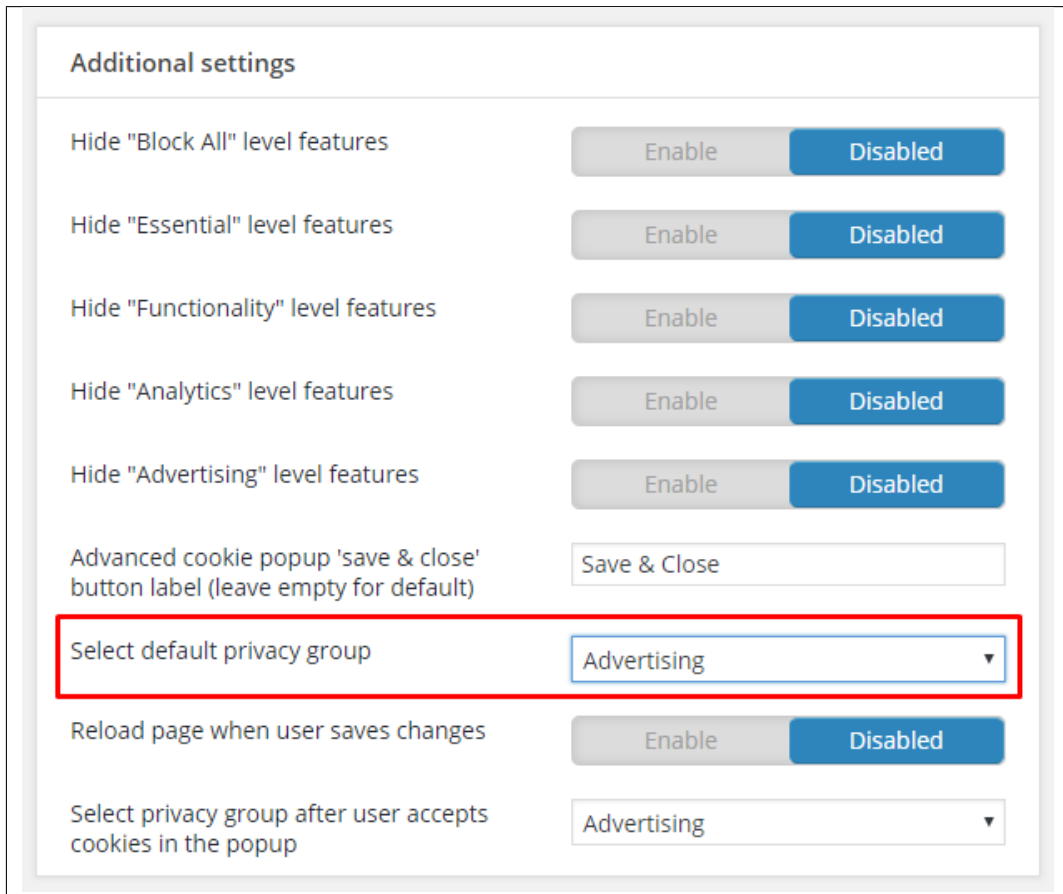 Additional settings
Hide "Block All" level features
Enable
Disabled
Hide "Essential" level features
Enable
Disabled
Hide "Functionality" level features
Enable
Disabled
Hide "Analytics" level features
Enable
Disabled
Hide "Advertising" level features
Enable
Disabled
Advanced cookie popup 'save & close'
button label (leave empty for default)
Save & Close
Select default privacy group
Advertising
Reload page when user saves changes
Enable
Disabled
Select privacy group after user accepts
cookies in the popup
Advertising